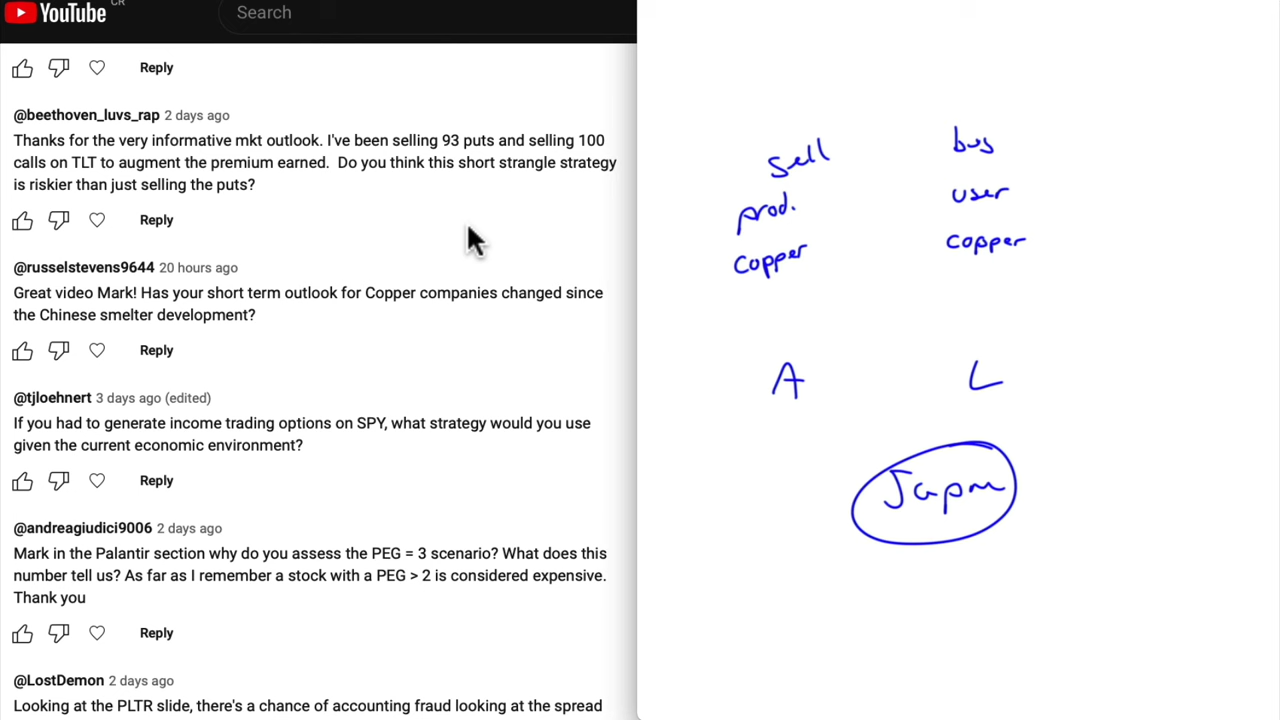 YouTube CR
Search
Reply
@beethoven_luvs_rap 2 days ago
Thanks for the very informative mkt outlook. I've been selling 93 puts and selling 100
calls on TLT to augment the premium earned. Do you think this short strangle strategy
is riskier than just selling the puts?
Reply
@russelstevens9644 20 hours ago
Great video Mark! Has your short term outlook for Copper companies changed since
the Chinese smelter development?
Reply
@tjloehnert 3 days ago (edited)
If you had to generate income trading options on SPY, what strategy would you use
given the current economic environment?
Reply
@andreagiudici9006 2 days ago
Mark in the Palantir section why do you assess the PEG = 3 scenario? What does this
number tell us? As far as I remember a stock with a PEG > 2 is considered expensive.
Thank you
Reply
@LostDemon 2 days ago
Looking at the PLTR slide, there's a chance of accounting fraud looking at the spread
sell
prod.
copper
user
copper
A L